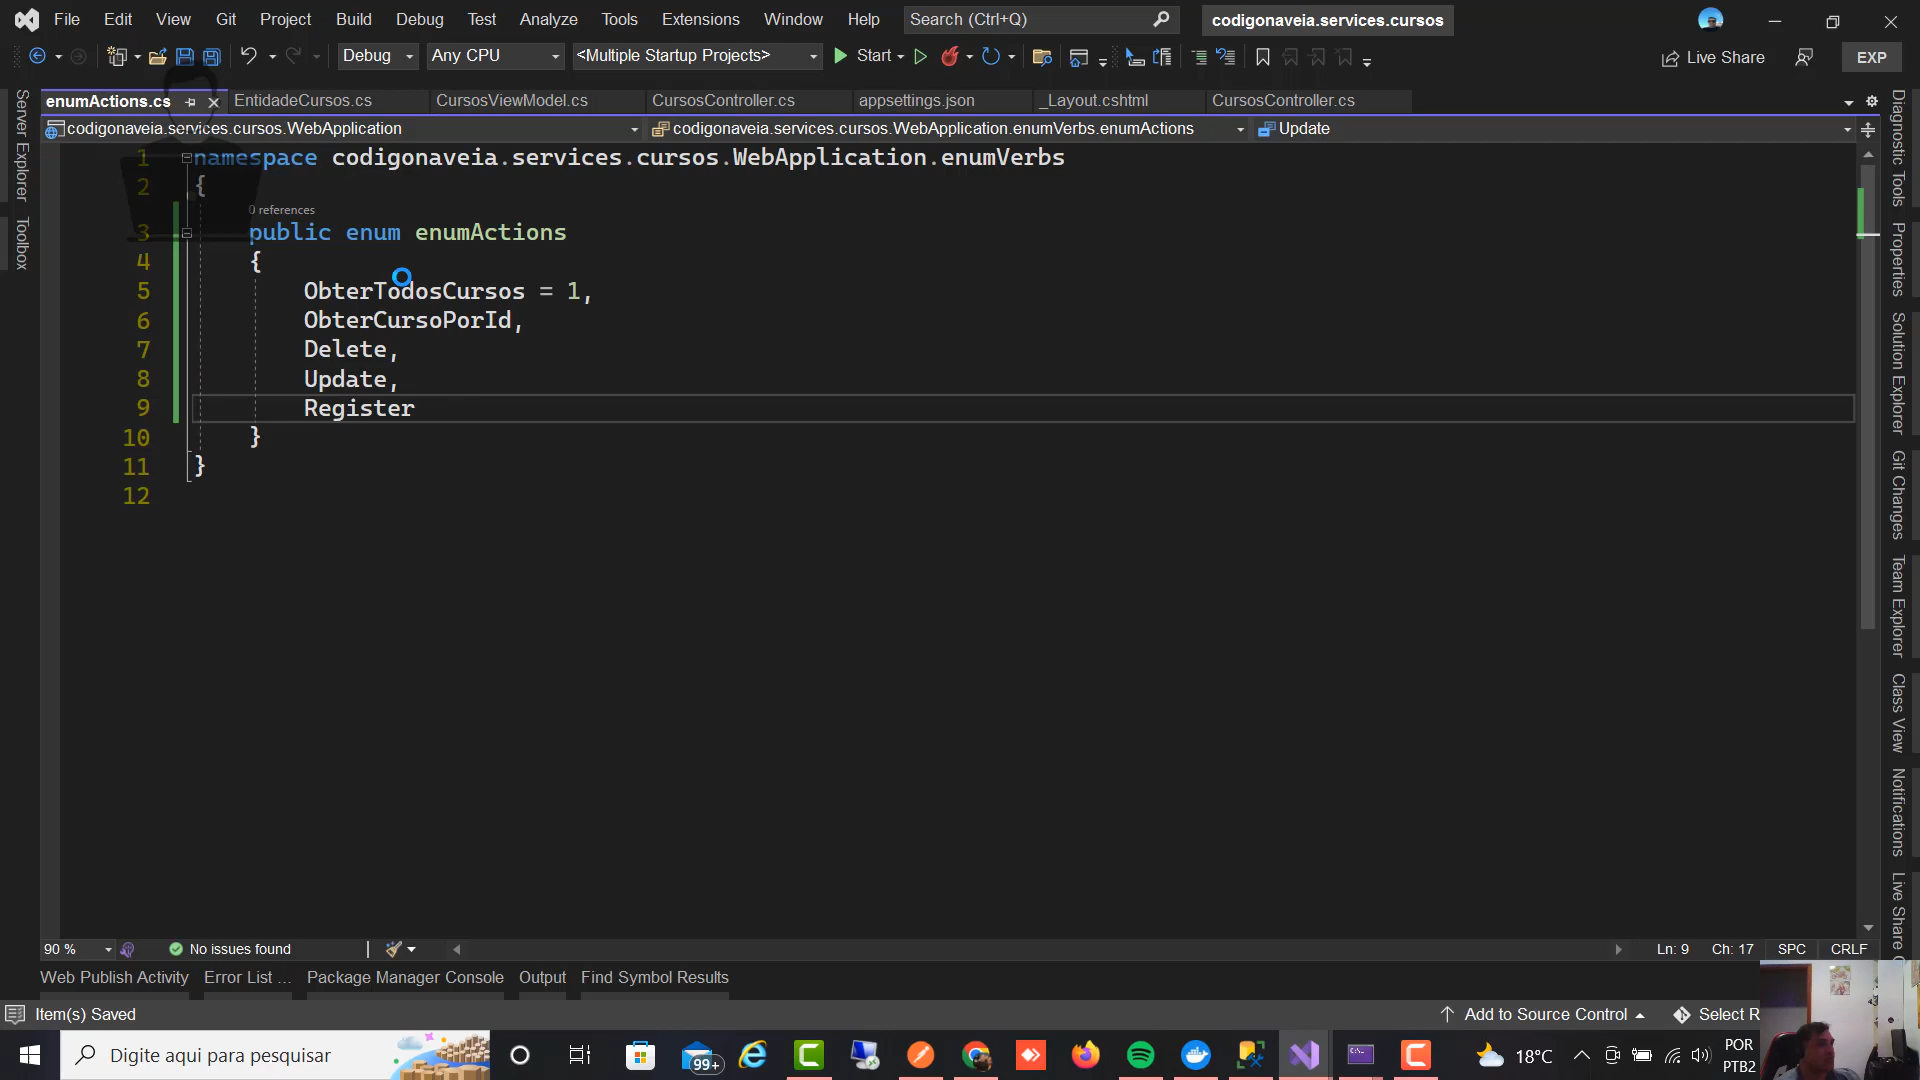 File Edit View Git Project Build Debug Test Analyze Tools Extensions Window Help Search (Ctrl+Q) codigonaveia.services.cursos
Debug Any CPU <Multiple Startup Projects> Start Live Share EXP
enumActions.cs EntidadeCursos.cs CursosViewModel.cs CursosController.cs appsettings.json _Layout.cshtml CursosController.cs
codigonaveia.services.cursos.WebApplication codigonaveia.services.cursos.WebApplication.enumVerbs.enumActions Update
Server Explorer
Toolbox
1 namespace codigonaveia.services.cursos.WebApplication.enumVerbs
2 {
0 references
3 public enum enumActions
4 {
5 ObterTodosCursos = 1,
6 ObterCursoPorId,
7 Delete,
8 Update,
9 Register
10 }
11 }
12
Diagnostic Tools
Properties
Solution Explorer
Git Changes
Team Explorer
Class View
Notifications
Live Share
90 % No issues found Ln: 9 Ch: 17 SPC CRLF
Web Publish Activity Error List ... Package Manager Console Output Find Symbol Results
Item(s) Saved Add to Source Control Select R
Digite aqui para pesquisar 99+ 18°C POR
PTB2